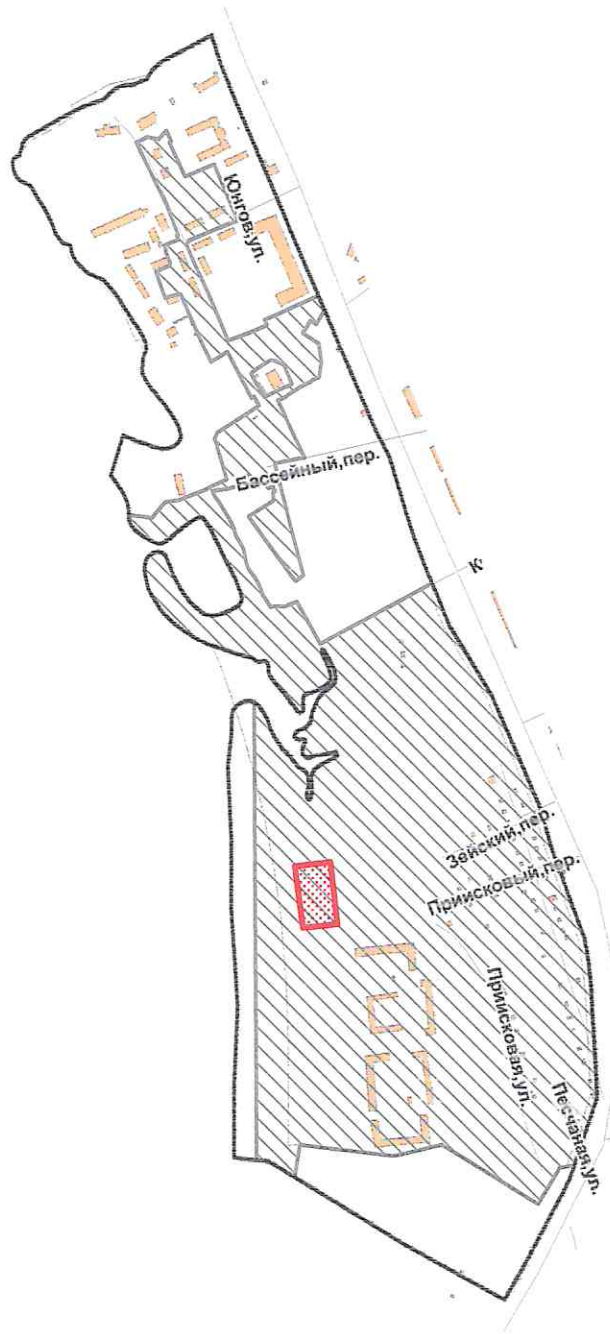 Юнгов,ул.
Бассейный,пер.
К
Зейский,пер.
Приисковый,пер.
Приисковая,ул.
Песчаная,ул.